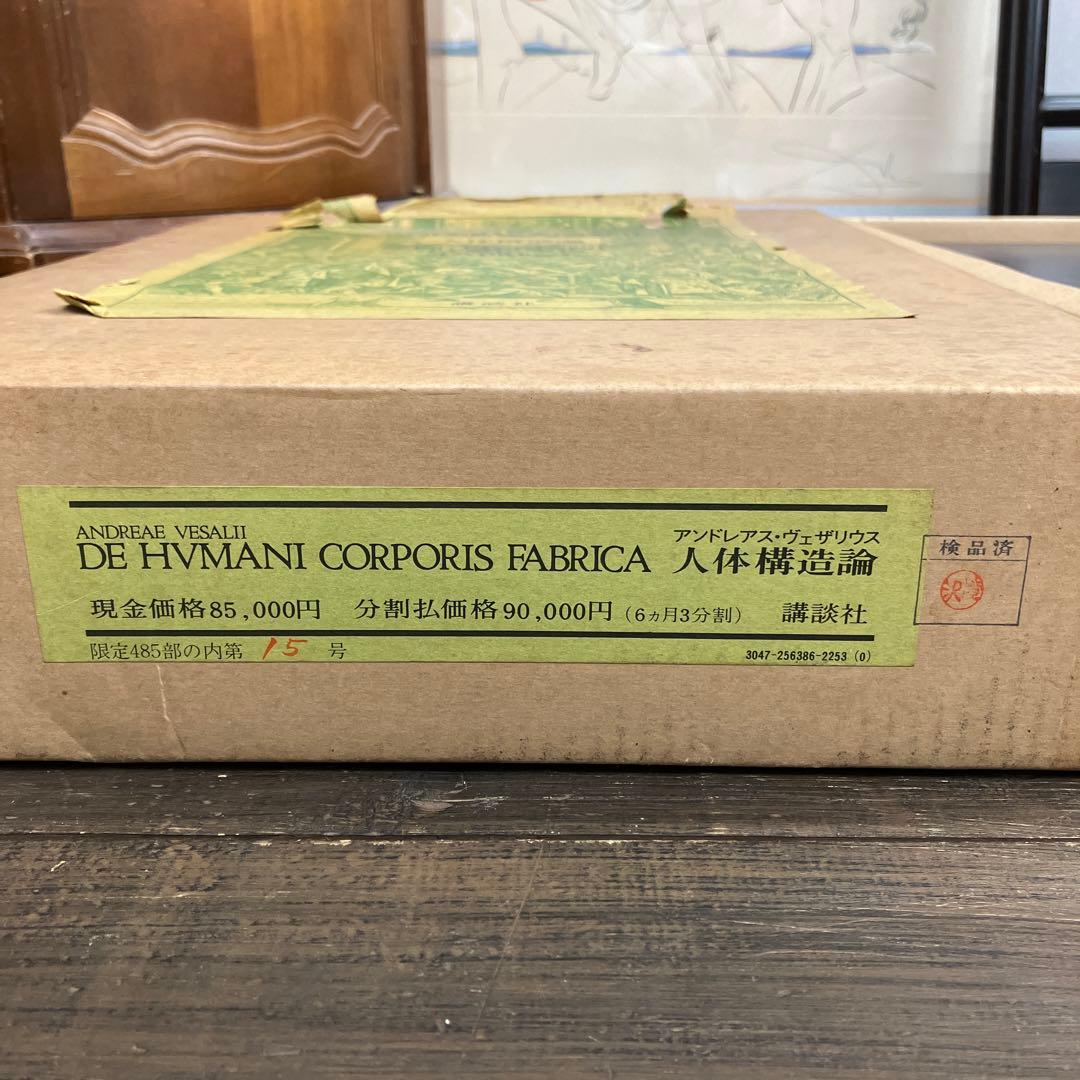 ANDREAE VESALII
DE HVMANI CORPORIS FABRICA
アンドレアス・ヴェザリウス
人体構造論
現金価格85,000円 分割払価格90,000円(6ヵ月3分割) 講談社
限定485部の内第 15 号
3047-256386-2253 (0)
検品済